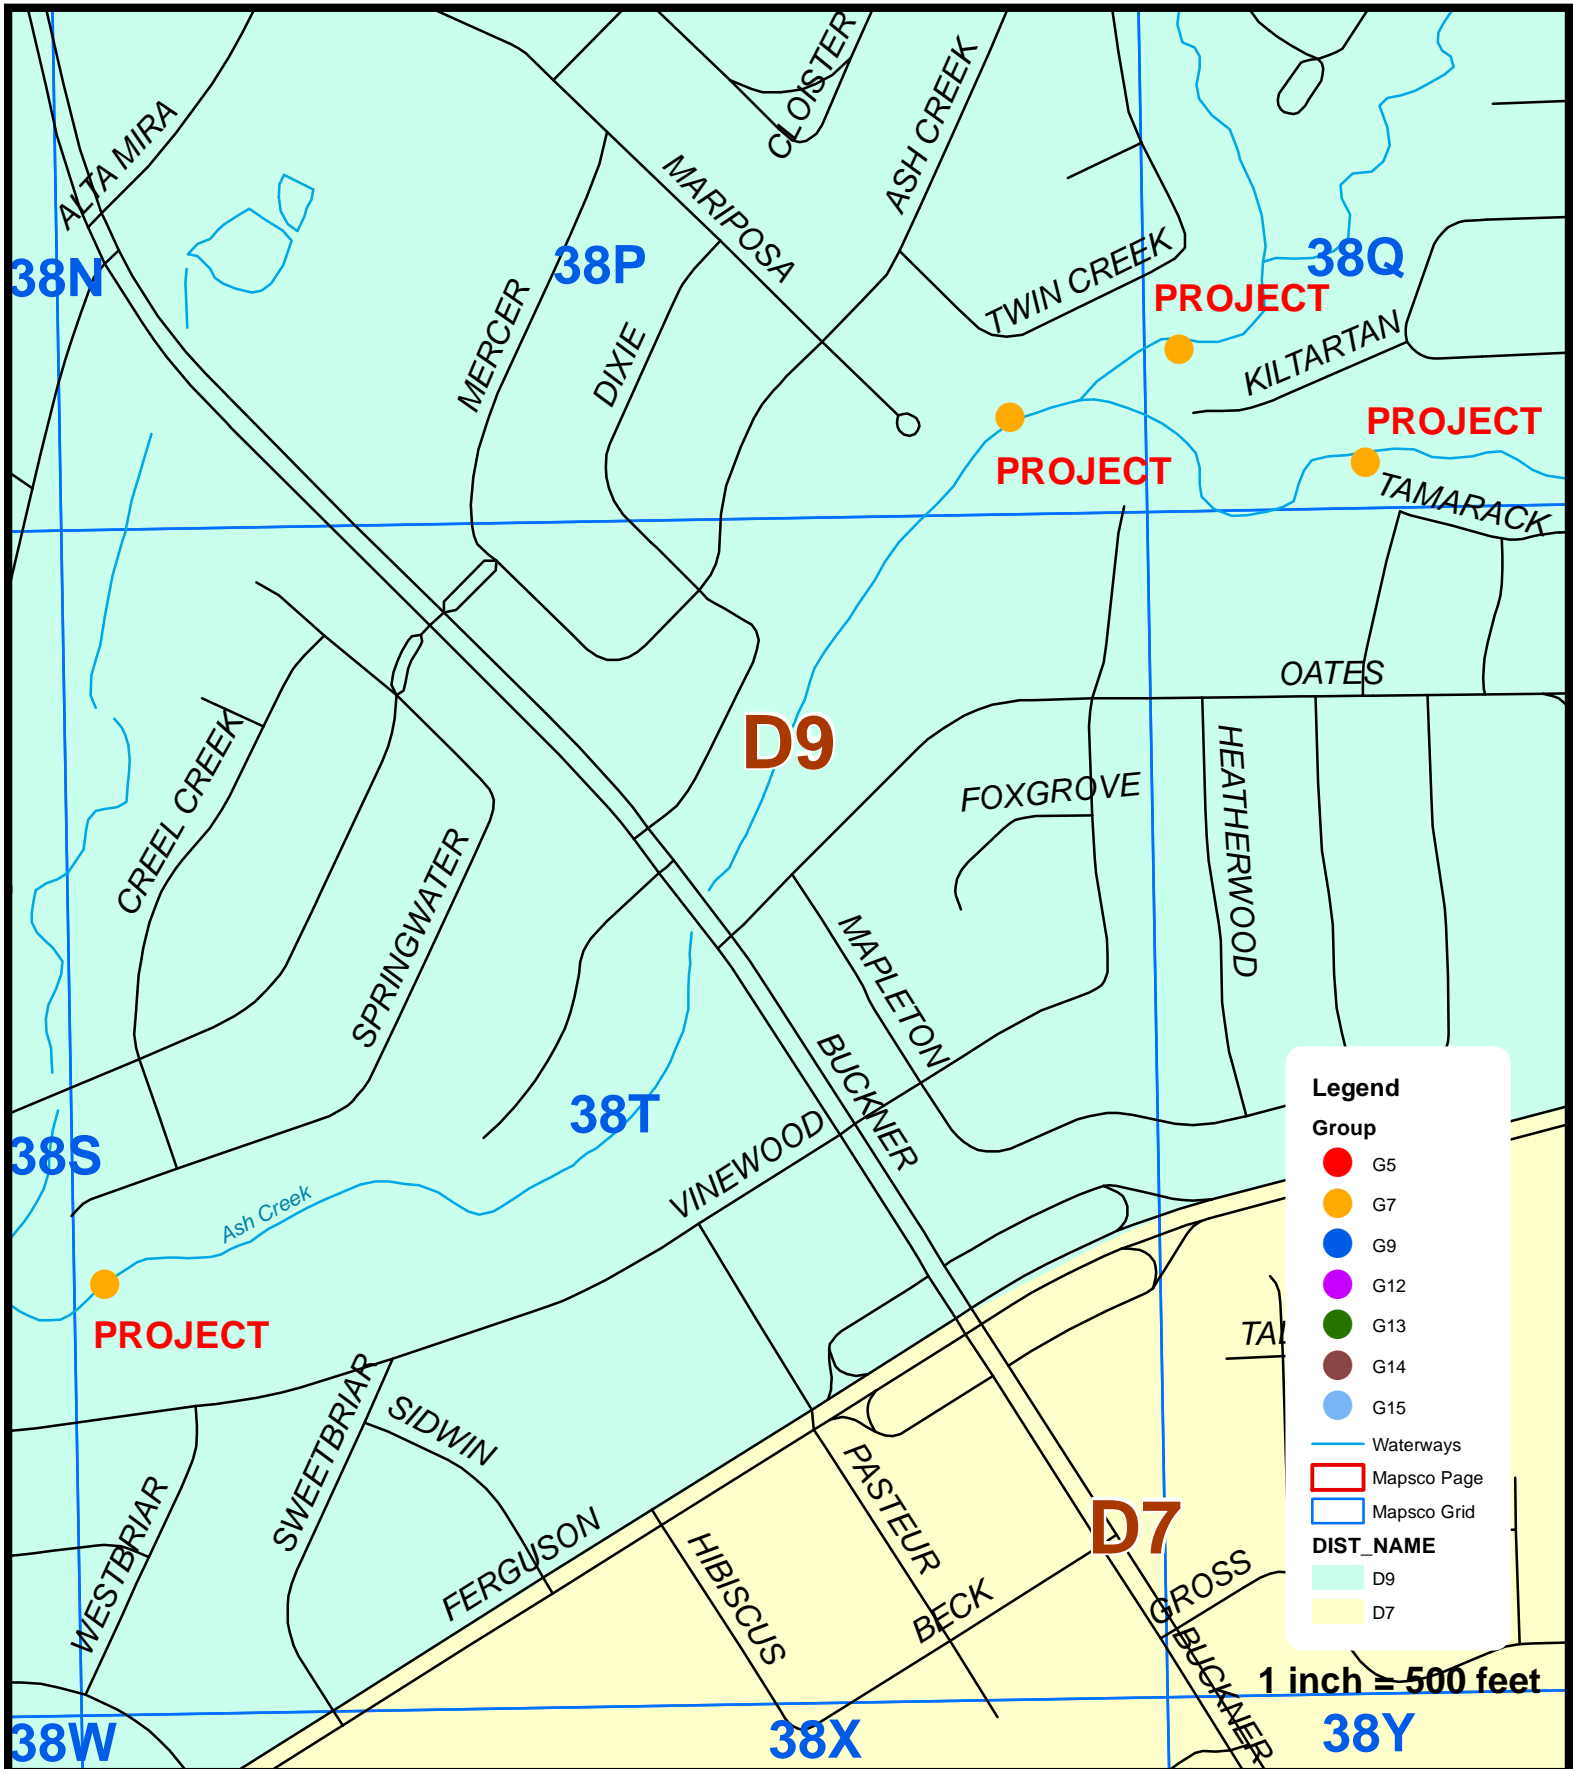 CLOISTER
ASH CREEK
ALTA MIRA
MARIPOSA
38N
38P
38Q
TWIN CREEK
PROJECT
MERCER
DIXIE
KILTARTAN
PROJECT
PROJECT
TAMARACK
OATES
D9
FOXGROVE
HEATHERWOOD
CREEL CREEK
SPRINGWATER
MAPLETON
BUCKNER
38T
38S
VINEWOOD
Ash Creek
PROJECT
TAL
SWEETBRIAR
SIDWIN
WESTBRIAR
FERGUSON
PASTEUR
HIBISCUS
D7
BECK
GROSS
BUCKNER
Legend
Group
G5
G7
G9
G12
G13
G14
G15
Waterways
Mapsco Page
Mapsco Grid
DIST_NAME
D9
D7
1 inch = 500 feet
38W
38X
38Y